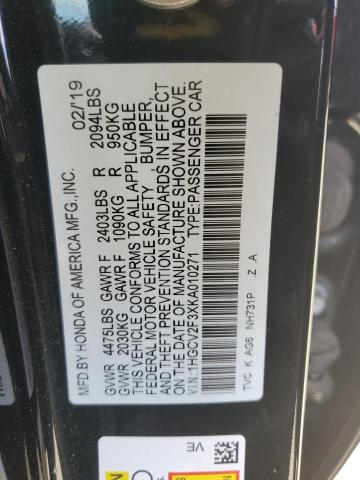 MFD BY HONDA OF AMERICA MFG.,INC. 02/'19
GVWR 4475LBS GAWR F 2403LBS R 2094LBS
GVWR 2030KG GAWR F 1090KG R 950KG
THIS VEHICLE CONFORMS TO ALL APPLICABLE
FEDERAL MOTOR VEHICLE SAFETY, BUMPER,
AND THEFT PREVENTION STANDARDS IN EFFECT
ON THE DATE OF MANUFACTURE SHOWN ABOVE.
V.I.N.:1HGCV2F3XKA010271 TYPE:PASSENGER CAR
TVC K AG6 NH731P Z .A
VE